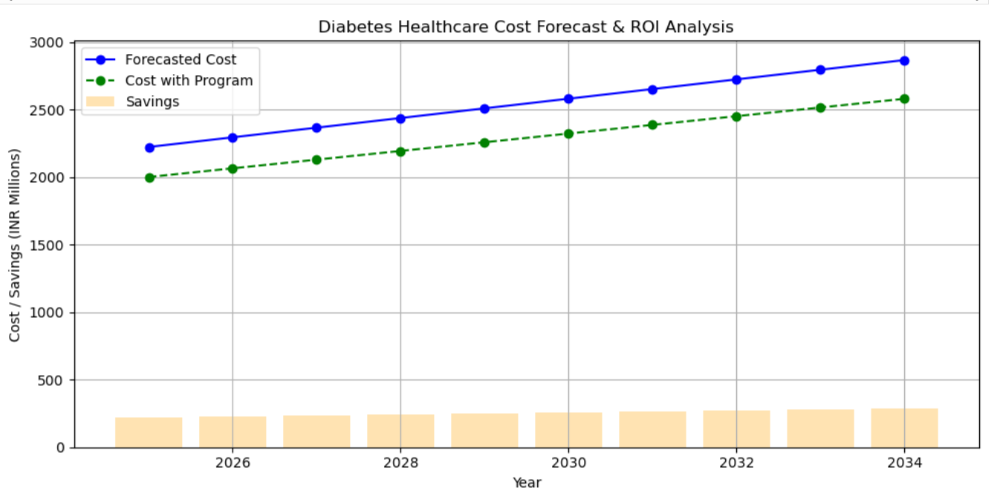 Diabetes Healthcare Cost Forecast & ROI Analysis
Forecasted Cost
Cost with Program
Savings
Cost / Savings (INR Millions)
3000
2500
2000
1500
1000
500
0
2026 2028 2030 2032 2034
Year